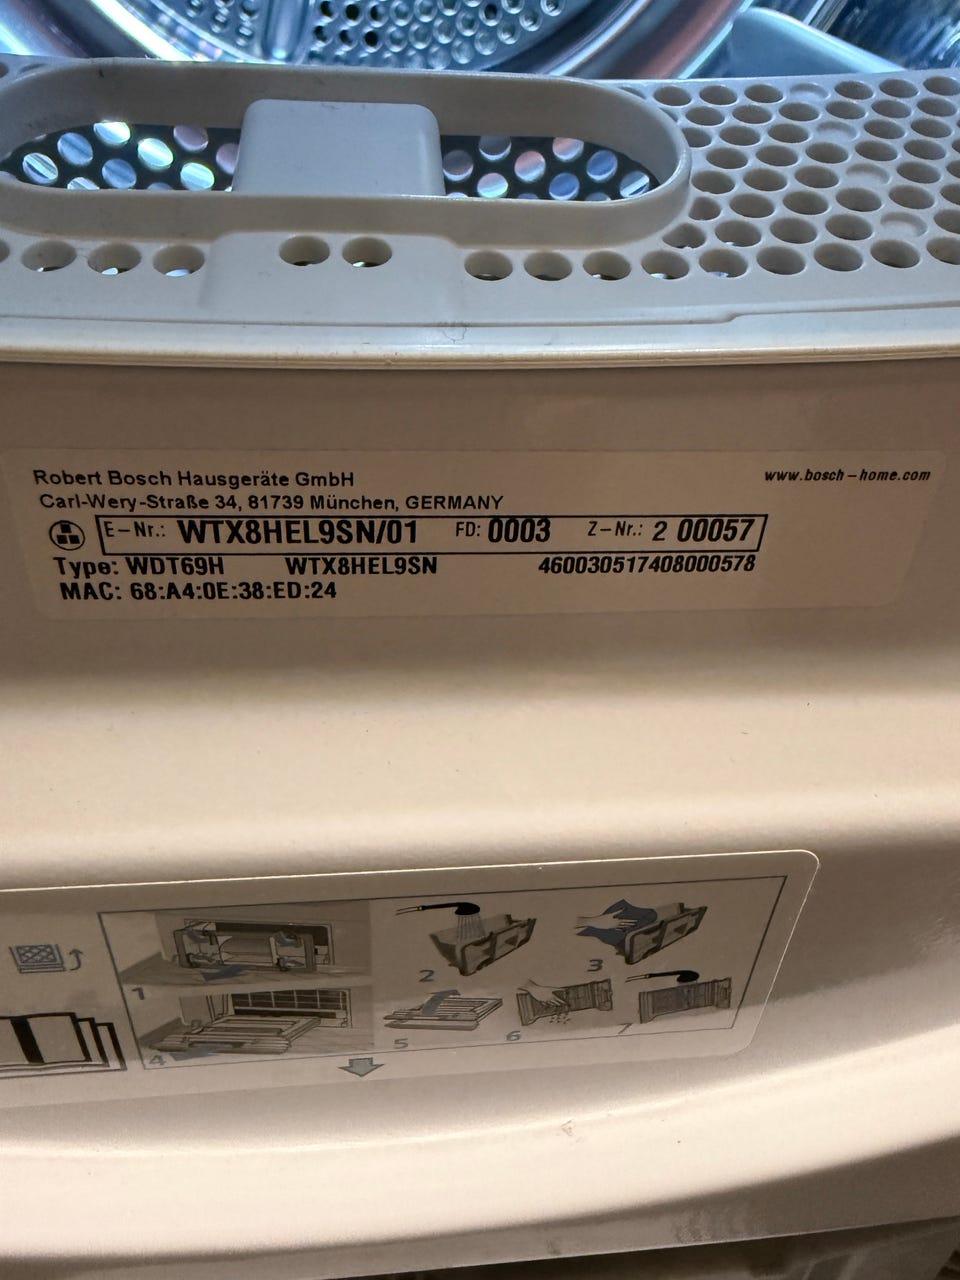 Robert Bosch Hausgeräte GmbH
www.bosch-home.com
Carl-Wery-Straße 34, 81739 München, GERMANY
E-Nr.: WTX8HEL9SN/01 FD: 0003 Z-Nr.: 2 00057
Type: WDT69H WTX8HEL9SN 460030517408000578
MAC: 68:A4:0E:38:ED:24
1
2
3
4
5
6
7